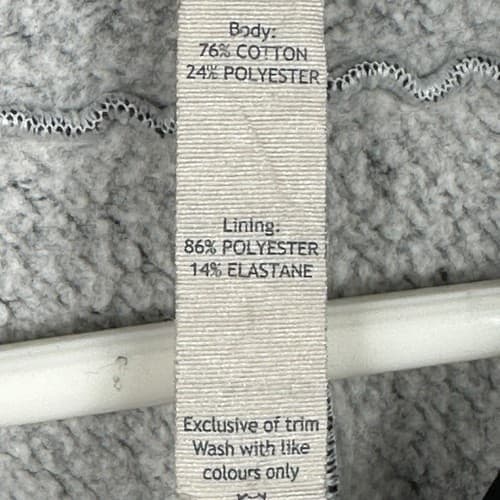 Body:
76% COTTON
24% POLYESTER
Lining:
86% POLYESTER
14% ELASTANE
Exclusive of trim
Wash with like
colours only